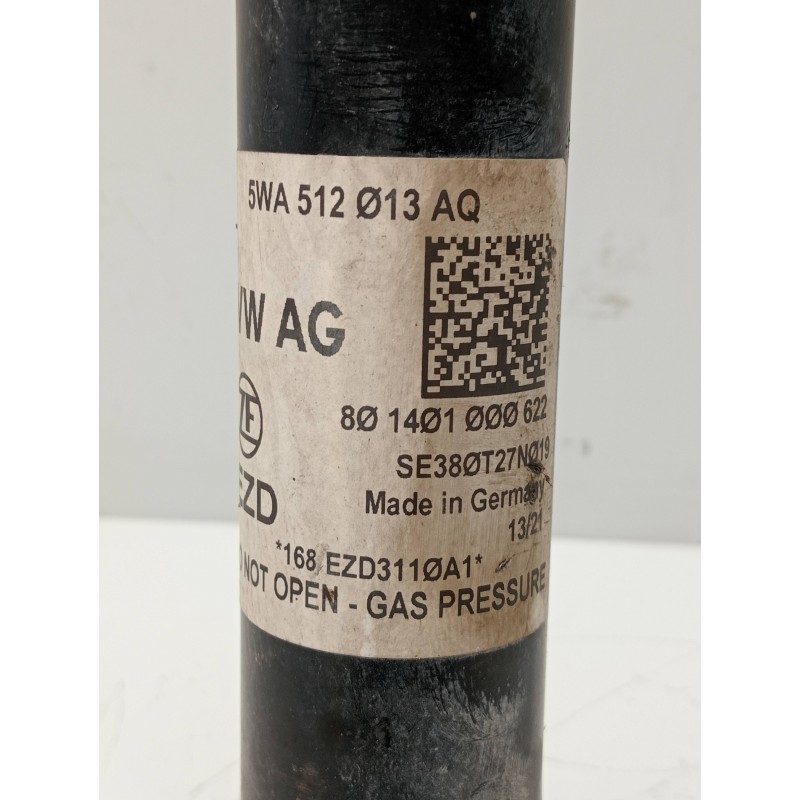 5WA 512 Ø13 AQ
VW AG
ZF
8Ø 14Ø1 ØØØ 622
SE38ØT27NØ19
Made in Germany
EZD
13/21
*168 EZD311ØA1*
NOT OPEN - GAS PRESSURE